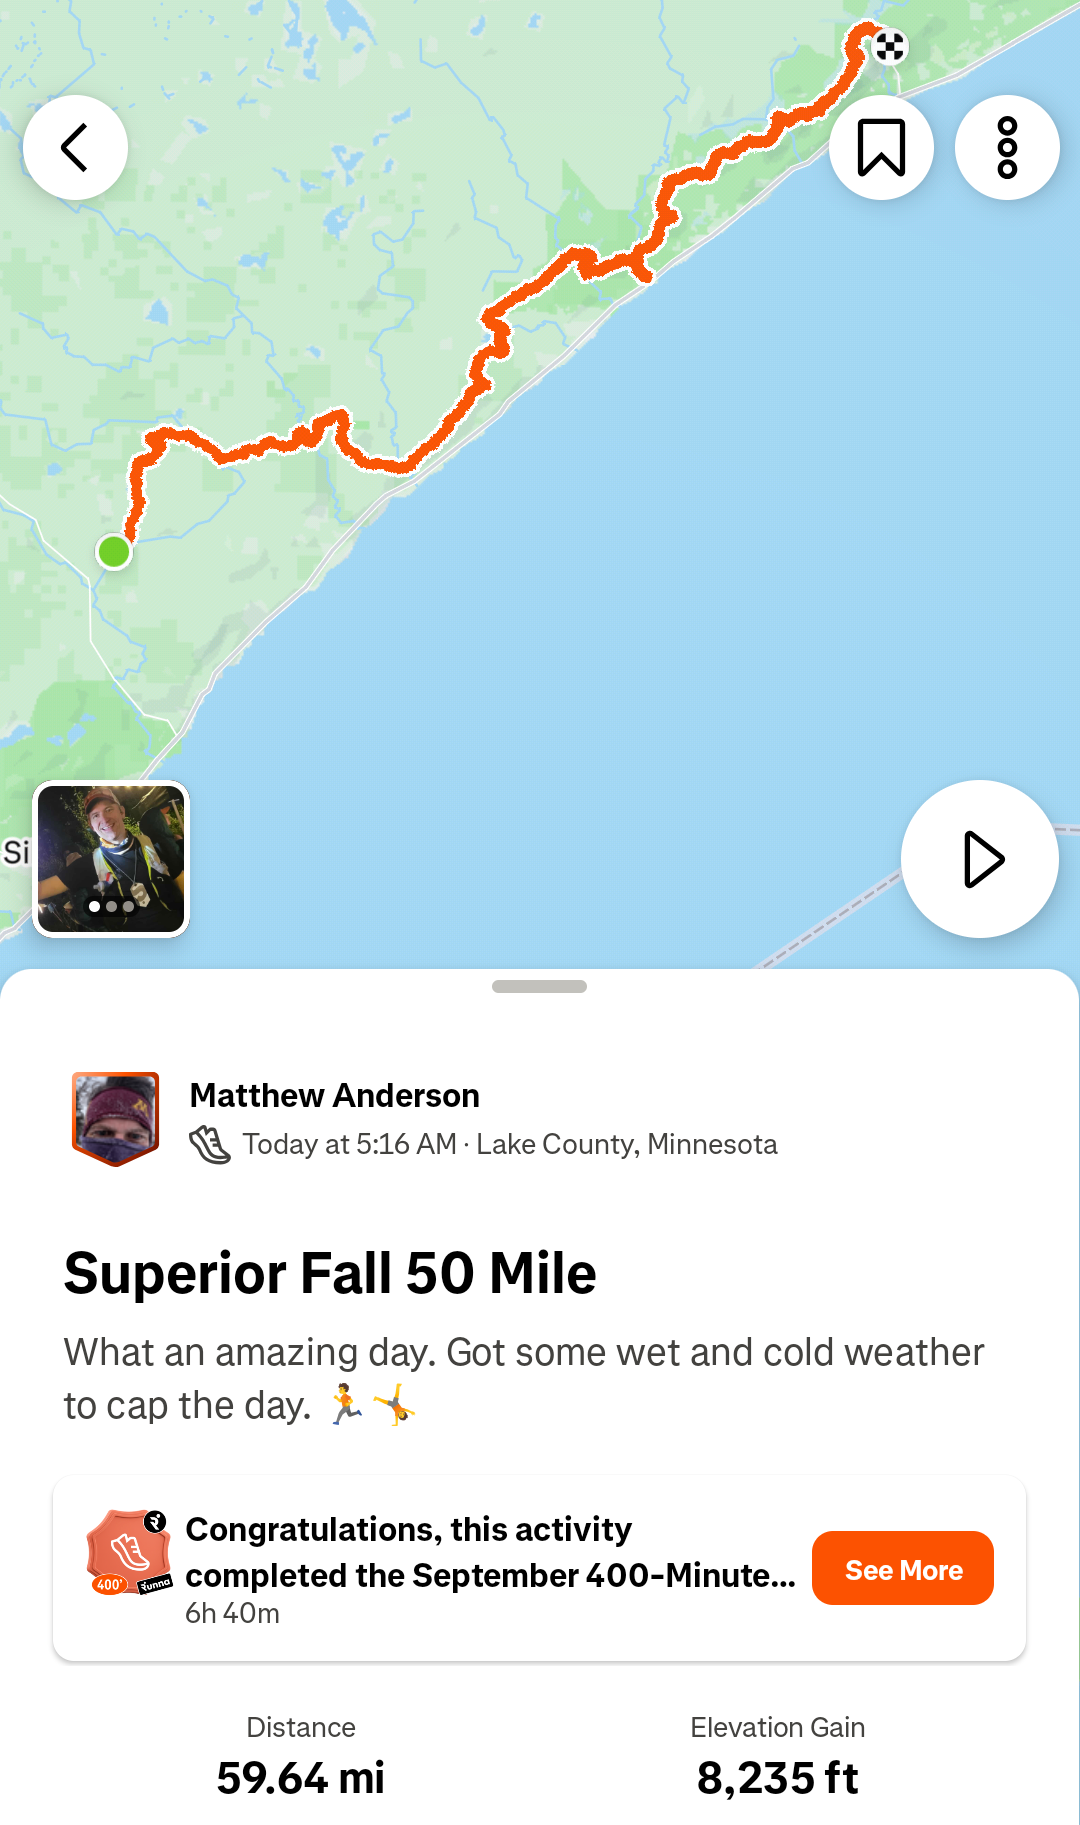 Si
Matthew Anderson
Today at 5:16 AM · Lake County, Minnesota
Superior Fall 50 Mile
What an amazing day. Got some wet and cold weather
to cap the day. 🏃🤸
Congratulations, this activity
completed the September 400-Minute...
6h 40m
400'
Runna
See More
Distance
59.64 mi
Elevation Gain
8,235 ft